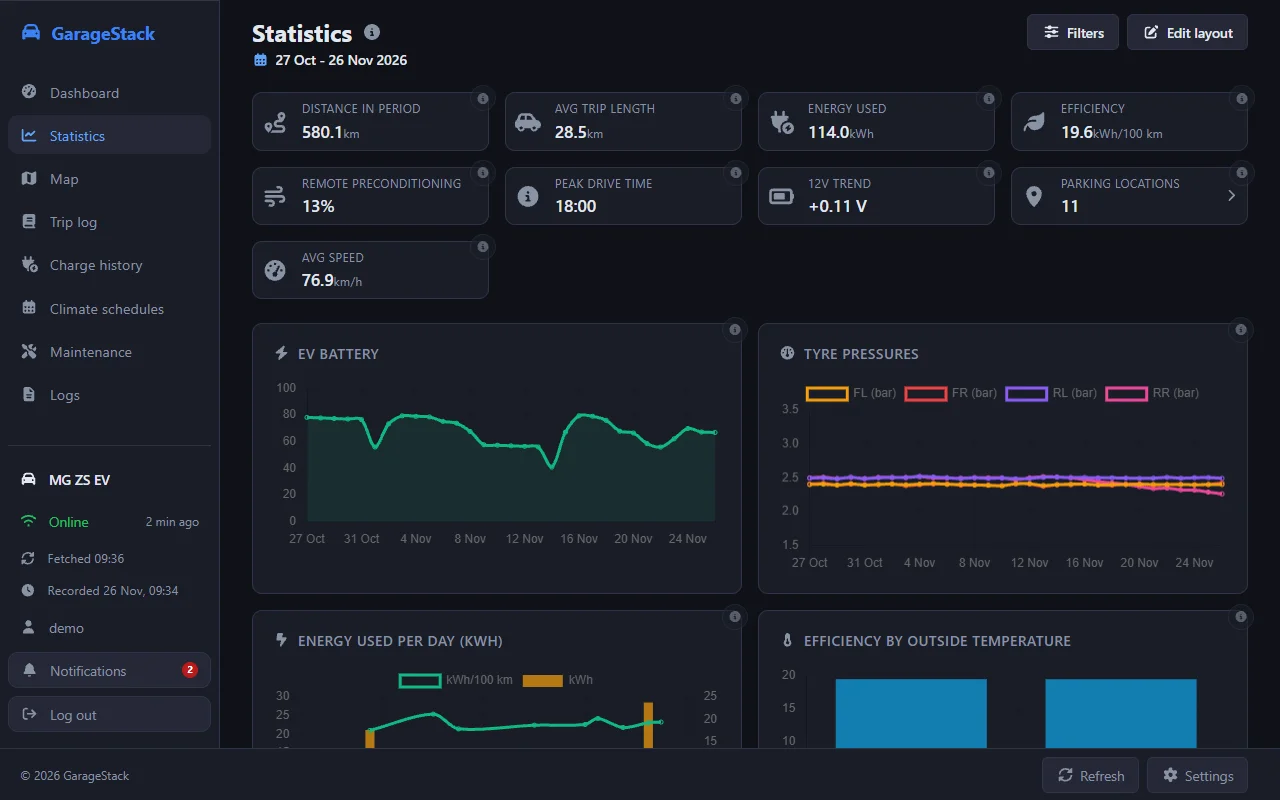 GarageStack
Dashboard
Statistics
Map
Trip log
Charge history
Climate schedules
Maintenance
Logs
MG ZS EV
Online 2 min ago
Fetched 09:36
Recorded 26 Nov, 09:34
demo
Notifications 2
Log out
Statistics
27 Oct - 26 Nov 2026
Filters
Edit layout
DISTANCE IN PERIOD
580.1km
AVG TRIP LENGTH
28.5km
ENERGY USED
114.0kWh
EFFICIENCY
19.6kWh/100 km
REMOTE PRECONDITIONING
13%
PEAK DRIVE TIME
18:00
12V TREND
+0.11 V
PARKING LOCATIONS
11
AVG SPEED
76.9km/h
EV BATTERY
100
80
60
40
20
0
27 Oct 31 Oct 4 Nov 8 Nov 12 Nov 16 Nov 20 Nov 24 Nov
TYRE PRESSURES
FL (bar) FR (bar) RL (bar) RR (bar)
3.5
3.0
2.5
2.0
1.5
27 Oct 31 Oct 4 Nov 8 Nov 12 Nov 16 Nov 20 Nov 24 Nov
ENERGY USED PER DAY (KWH)
kWh/100 km kWh
30 25
25 20
20 15
EFFICIENCY BY OUTSIDE TEMPERATURE
20
15
10
© 2026 GarageStack
Refresh
Settings